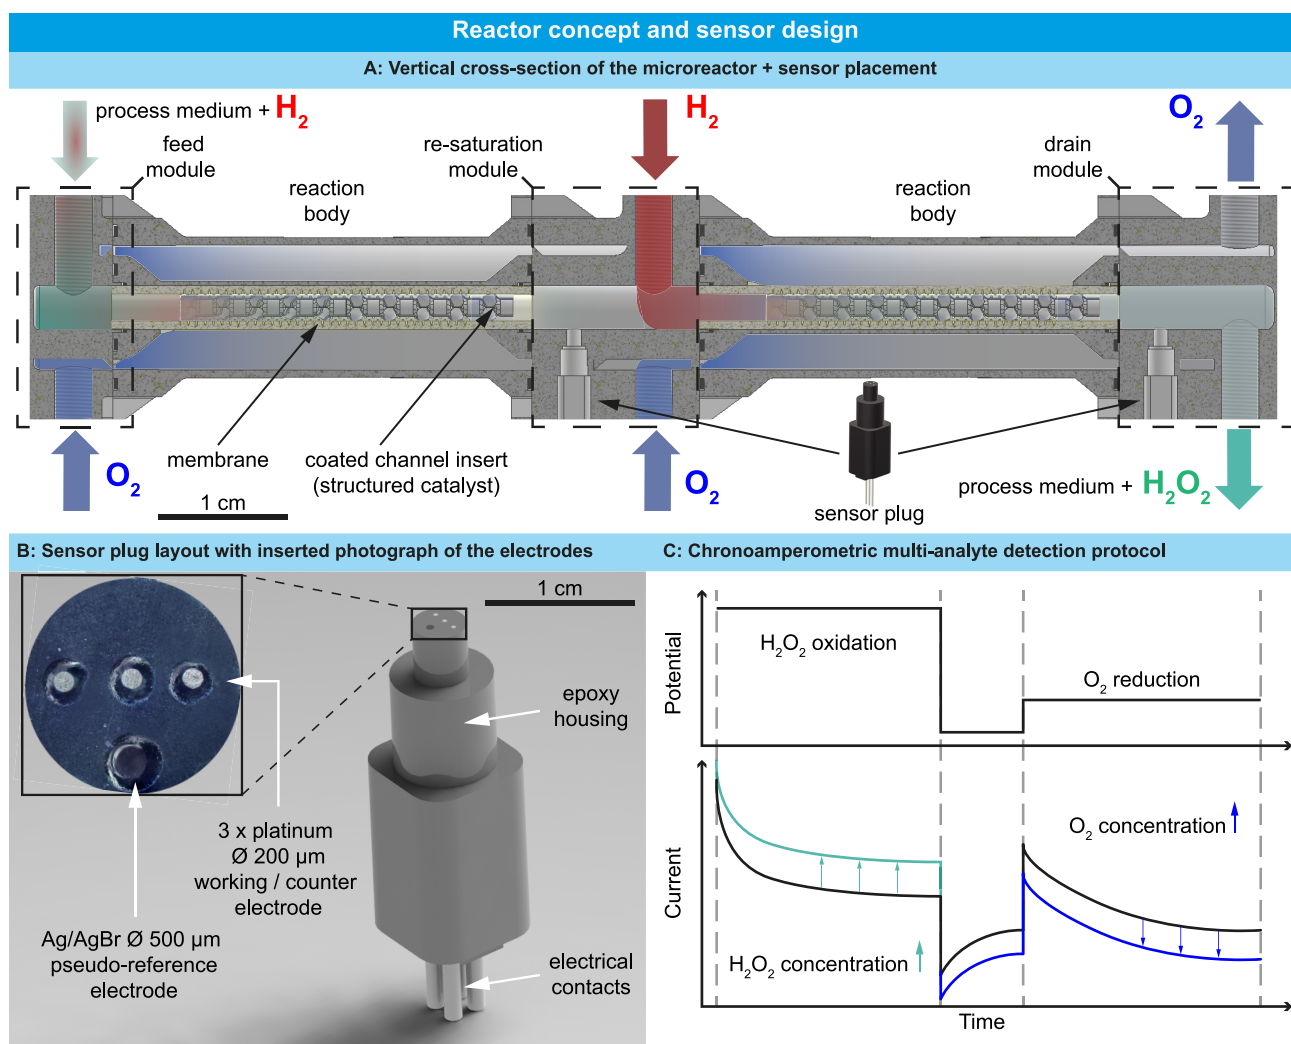 Reactor concept and sensor design
A: Vertical cross-section of the microreactor + sensor placement
process medium + H2
H2
O2
feed
module
re-saturation
module
drain
module
reaction
body
reaction
body
O2
membrane
coated channel insert
(structured catalyst)
O2
process medium + H2O2
1 cm
sensor plug
B: Sensor plug layout with inserted photograph of the electrodes
1 cm
epoxy
housing
3 x platinum
Ø 200 µm
working / counter
electrode
Ag/AgBr Ø 500 µm
pseudo-reference
electrode
electrical
contacts
C: Chronoamperometric multi-analyte detection protocol
Potential
H2O2 oxidation
O2 reduction
Current
O2 concentration
H2O2 concentration
Time